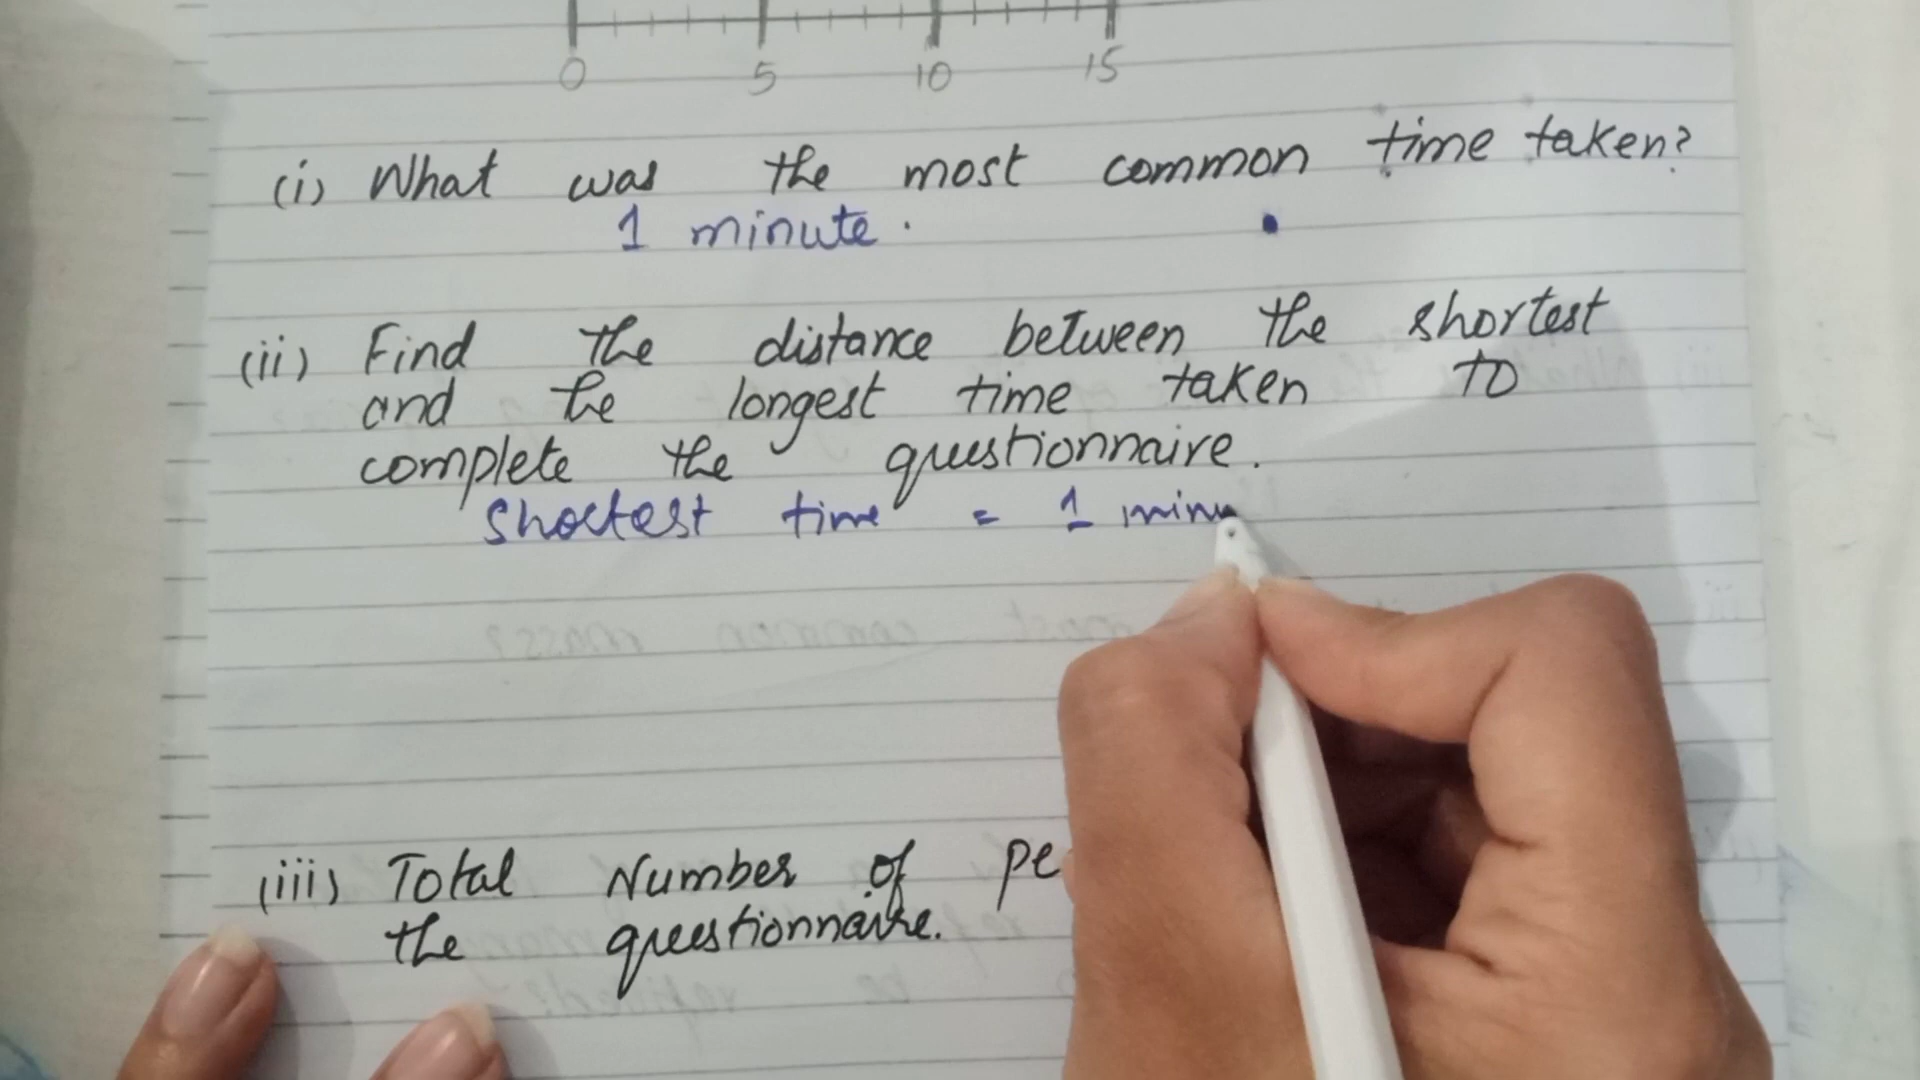 0 5 10 15
(i) What was the most common time taken?
1 minute.
(ii) Find the distance between the shortest
and the longest time taken to
complete the questionnaire.
Shortest time = 1 minu
(iii) Total Number of pe
the questionnaire.